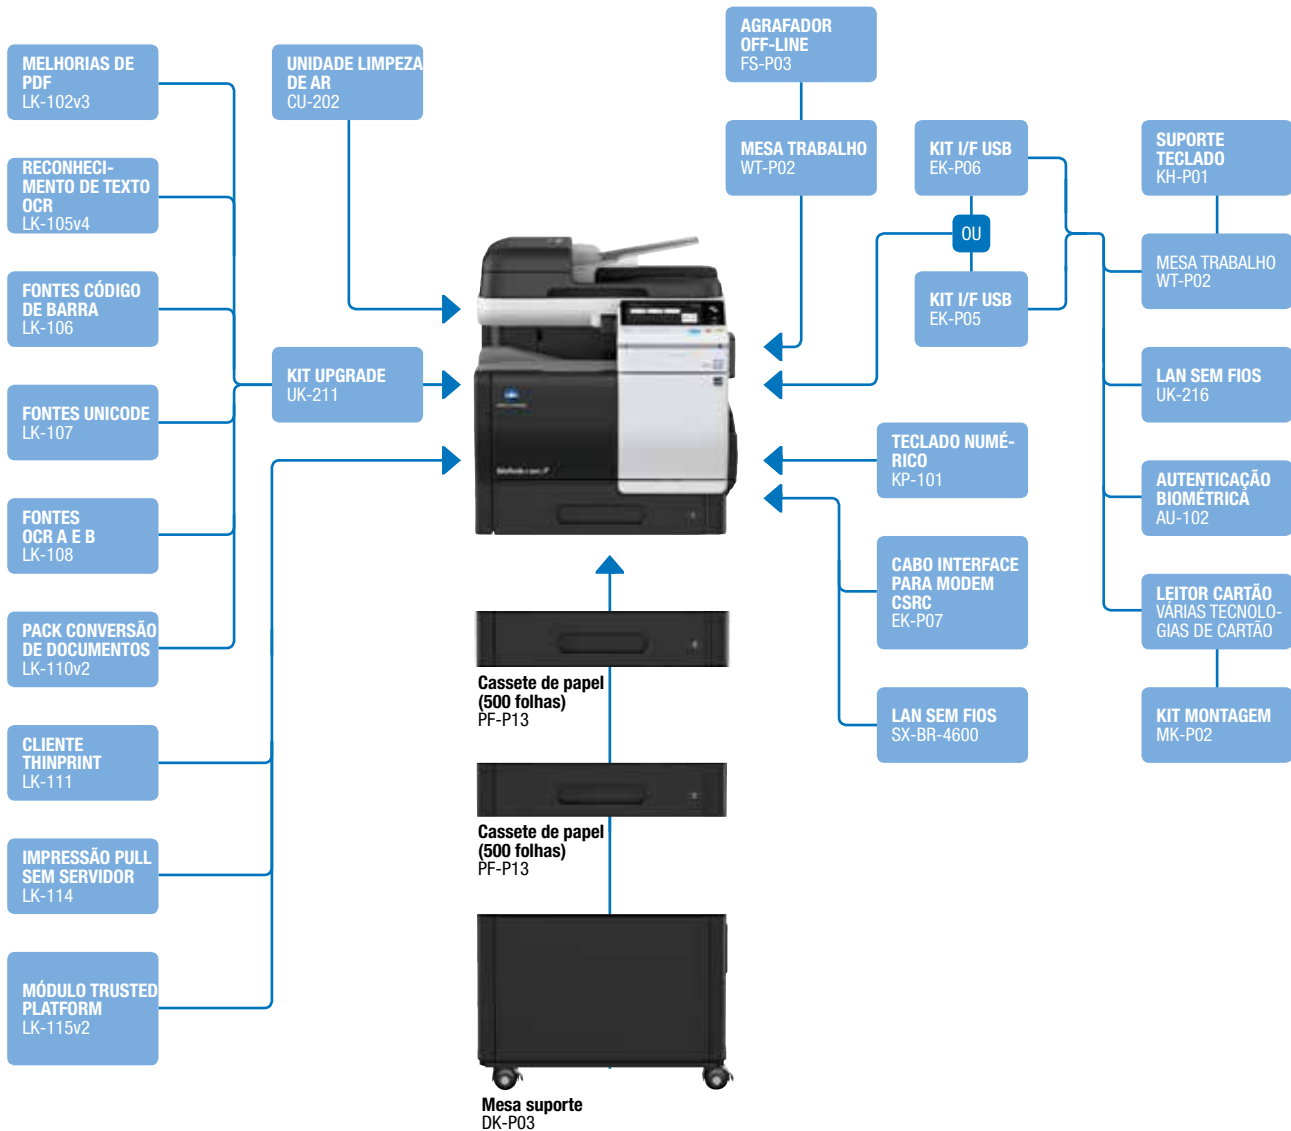 MELHORIAS DE
PDF
LK-102v3
RECONHECI-
MENTO DE TEXTO
OCR
LK-105v4
FONTES CÓDIGO
DE BARRA
LK-106
FONTES UNICODE
LK-107
FONTES
OCR A E B
LK-108
PACK CONVERSÃO
DE DOCUMENTOS
LK-110v2
CLIENTE
THINPRINT
LK-111
IMPRESSÃO PULL
SEM SERVIDOR
LK-114
MÓDULO TRUSTED
PLATFORM
LK-115v2
UNIDADE LIMPEZA
DE AR
CU-202
KIT UPGRADE
UK-211
Cassete de papel
(500 folhas)
PF-P13
Cassete de papel
(500 folhas)
PF-P13
Mesa suporte
DK-P03
AGRAFADOR
OFF-LINE
FS-P03
MESA TRABALHO
WT-P02
KIT I/F USB
EK-P06
OU
KIT I/F USB
EK-P05
TECLADO NUMÉ-
RICO
KP-101
CABO INTERFACE
PARA MODEM
CSRC
EK-P07
LAN SEM FIOS
SX-BR-4600
SUPORTE
TECLADO
KH-P01
MESA TRABALHO
WT-P02
LAN SEM FIOS
UK-216
AUTENTICAÇÃO
BIOMÉTRICA
AU-102
LEITOR CARTÃO
VÁRIAS TECNOLO-
GIAS DE CARTÃO
KIT MONTAGEM
MK-P02